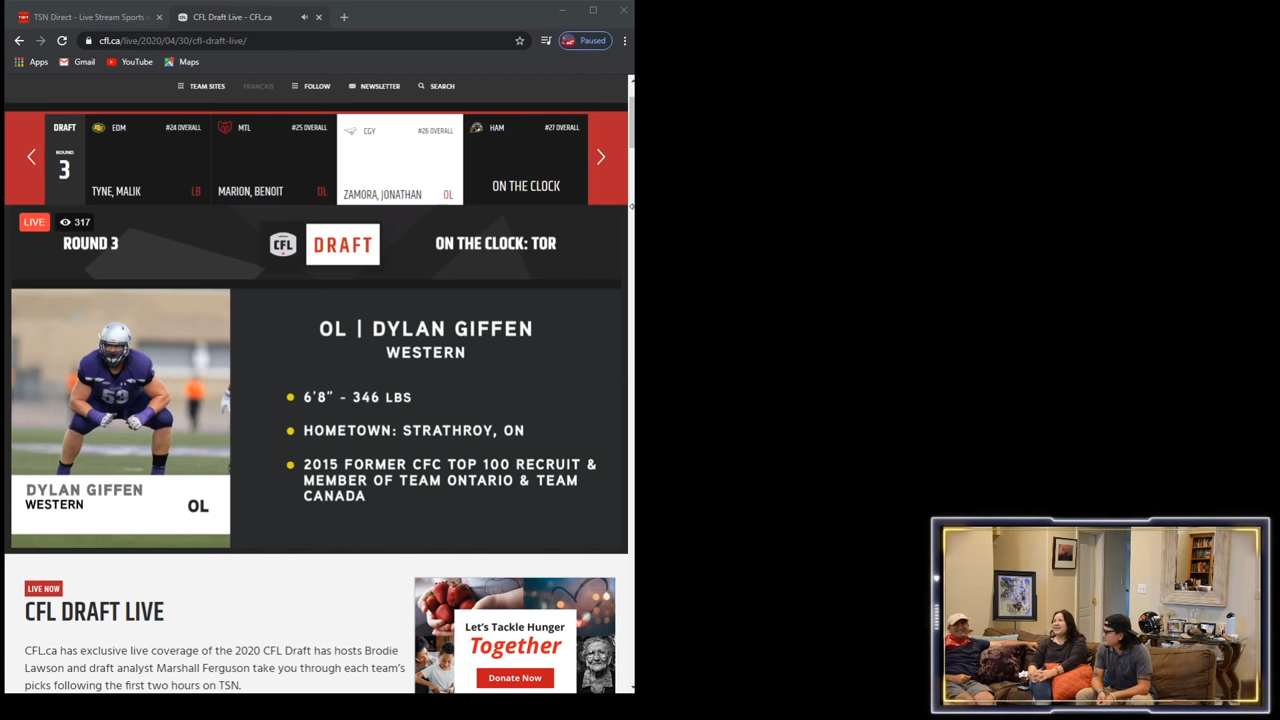 TSN Direct - Live Stream Sports
CFL Draft Live - CFL.ca
cfl.ca/live/2020/04/30/cfl-draft-live/
Paused
Apps
Gmail
YouTube
Maps
TEAM SITES
FRANÇAIS
FOLLOW
NEWSLETTER
SEARCH
DRAFT
ROUND
3
EDM
#24 OVERALL
TYNE, MALIK
LB
MTL
#25 OVERALL
MARION, BENOIT
DL
CGY
#26 OVERALL
ZAMORA, JONATHAN
OL
HAM
#27 OVERALL
ON THE CLOCK
LIVE
317
ROUND 3
CFL
DRAFT
ON THE CLOCK: TOR
OL | DYLAN GIFFEN
WESTERN
6'8" - 346 LBS
HOMETOWN: STRATHROY, ON
2015 FORMER CFC TOP 100 RECRUIT &
MEMBER OF TEAM ONTARIO & TEAM
CANADA
59
DYLAN GIFFEN
WESTERN
OL
LIVE NOW
CFL DRAFT LIVE
CFL.ca has exclusive live coverage of the 2020 CFL Draft has hosts Brodie
Lawson and draft analyst Marshall Ferguson take you through each team's
picks following the first two hours on TSN.
Let's Tackle Hunger
Together
Donate Now